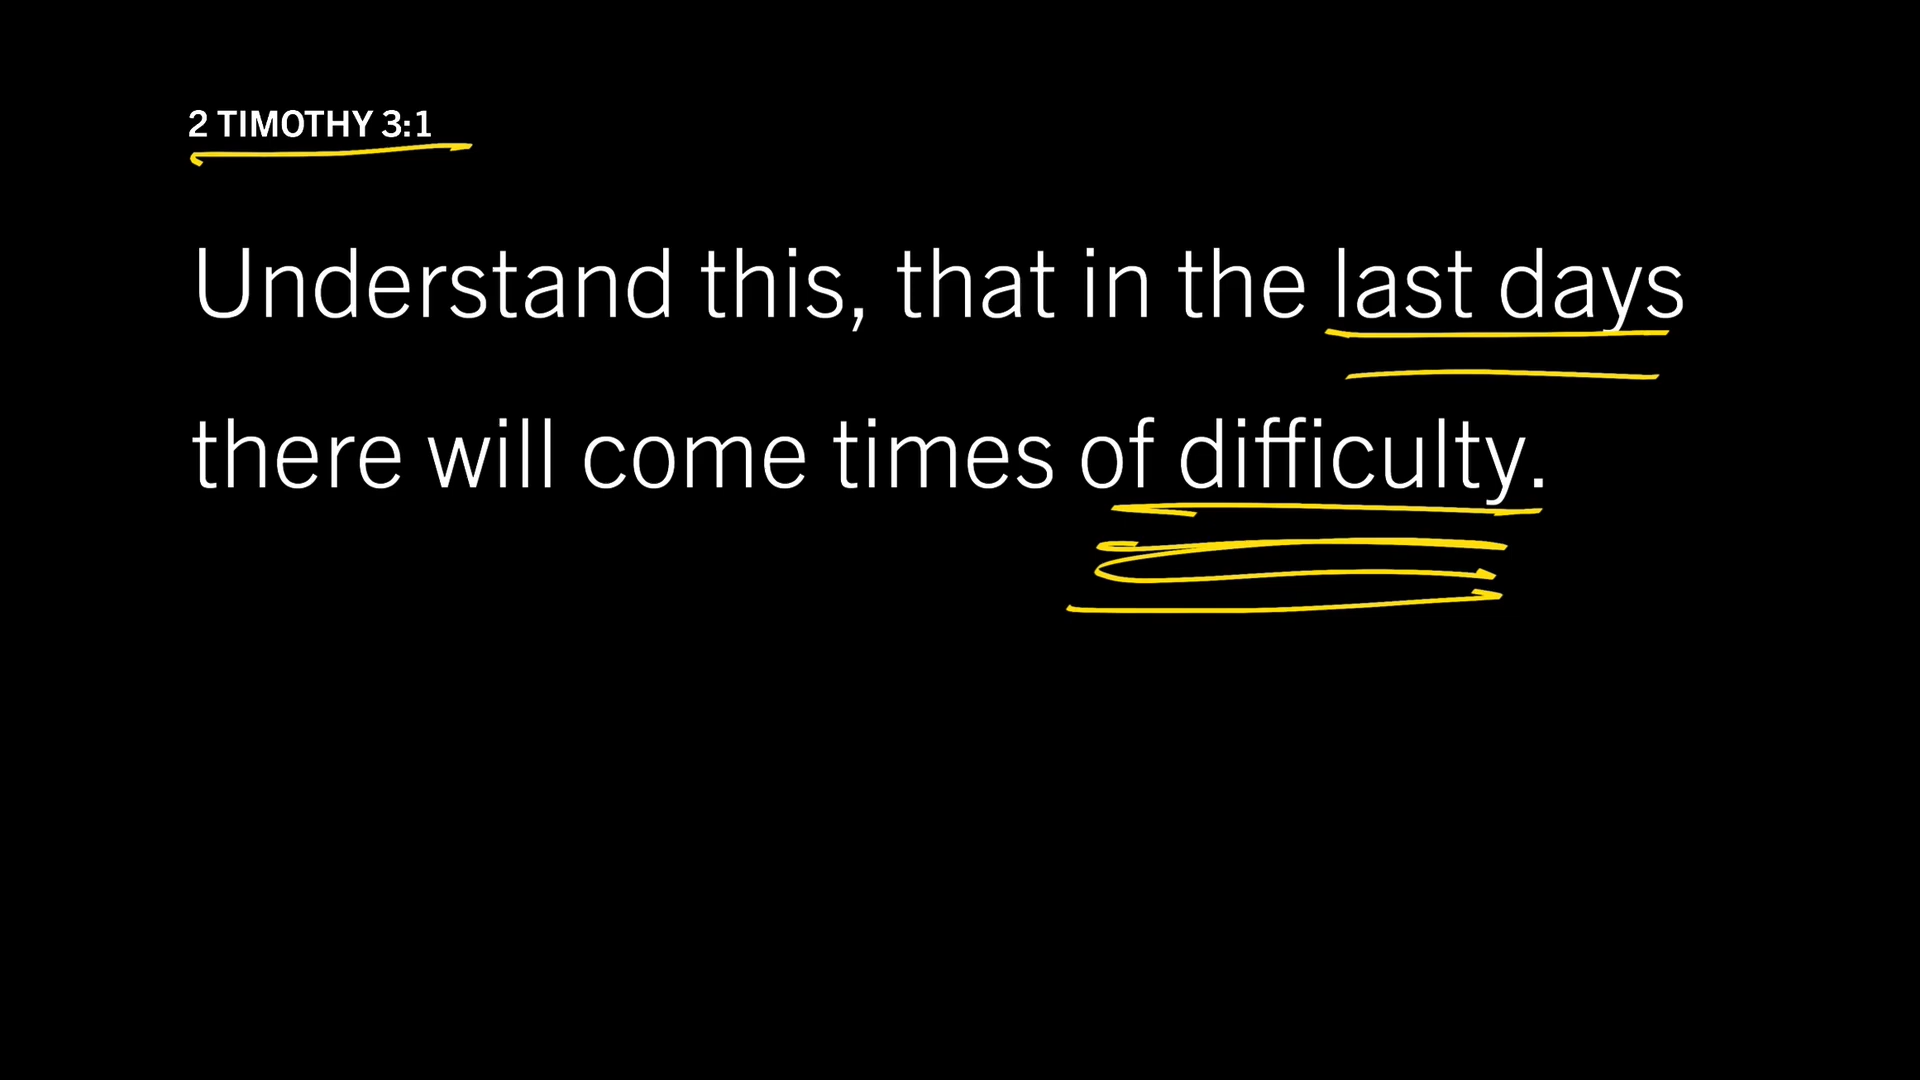 2 TIMOTHY 3:1
Understand this, that in the last days
there will come times of difficulty.